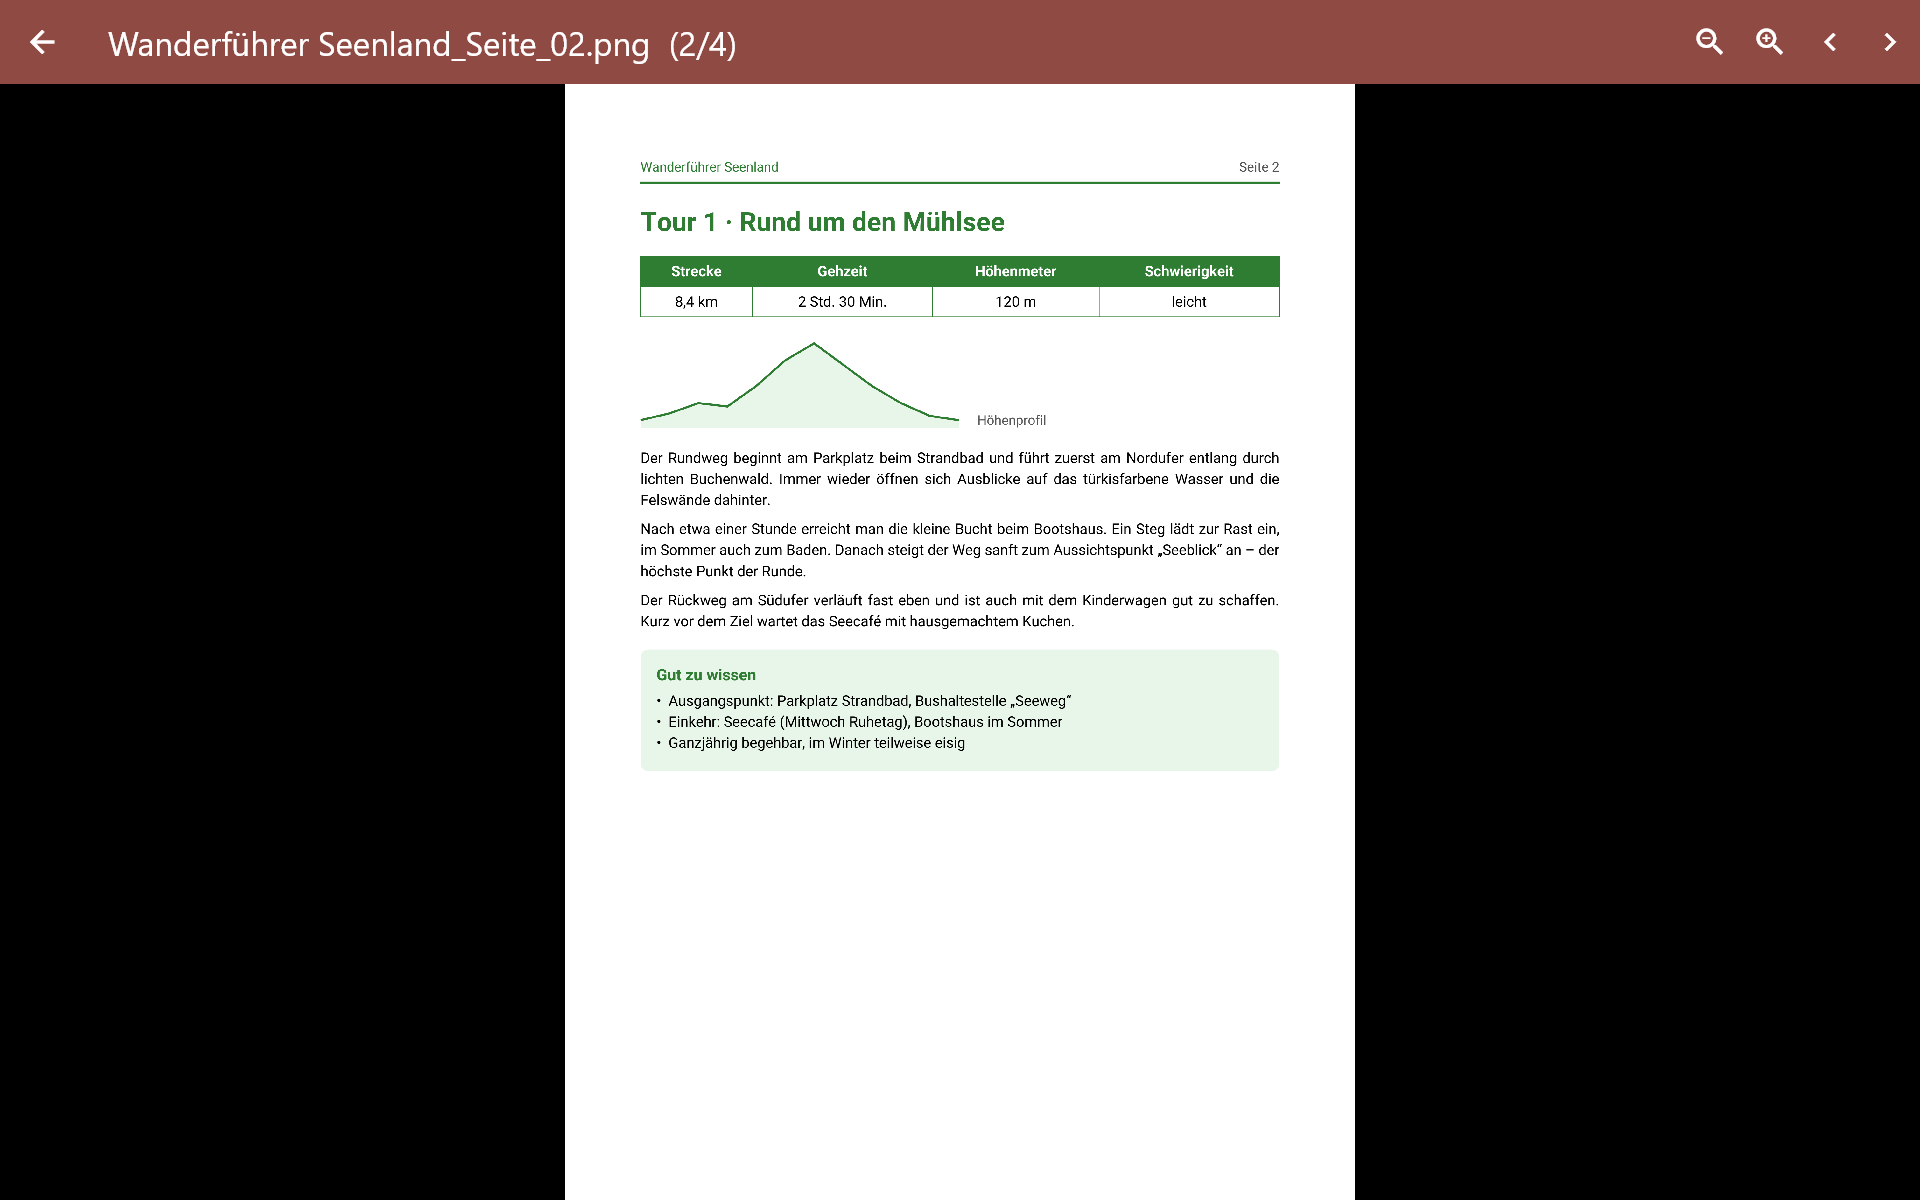 Wanderführer Seenland_Seite_02.png (2/4)
Wanderführer Seenland
Seite 2
Tour 1 · Rund um den Mühlsee
Strecke Gehzeit Höhenmeter Schwierigkeit
8,4 km 2 Std. 30 Min. 120 m leicht
Höhenprofil
Der Rundweg beginnt am Parkplatz beim Strandbad und führt zuerst am Nordufer entlang durch
lichten Buchenwald. Immer wieder öffnen sich Ausblicke auf das türkisfarbene Wasser und die
Felswände dahinter.
Nach etwa einer Stunde erreicht man die kleine Bucht beim Bootshaus. Ein Steg lädt zur Rast ein,
im Sommer auch zum Baden. Danach steigt der Weg sanft zum Aussichtspunkt „Seeblick“ an – der
höchste Punkt der Runde.
Der Rückweg am Südufer verläuft fast eben und ist auch mit dem Kinderwagen gut zu schaffen.
Kurz vor dem Ziel wartet das Seecafé mit hausgemachtem Kuchen.
Gut zu wissen
• Ausgangspunkt: Parkplatz Strandbad, Bushaltestelle „Seeweg“
• Einkehr: Seecafé (Mittwoch Ruhetag), Bootshaus im Sommer
• Ganzjährig begehbar, im Winter teilweise eisig